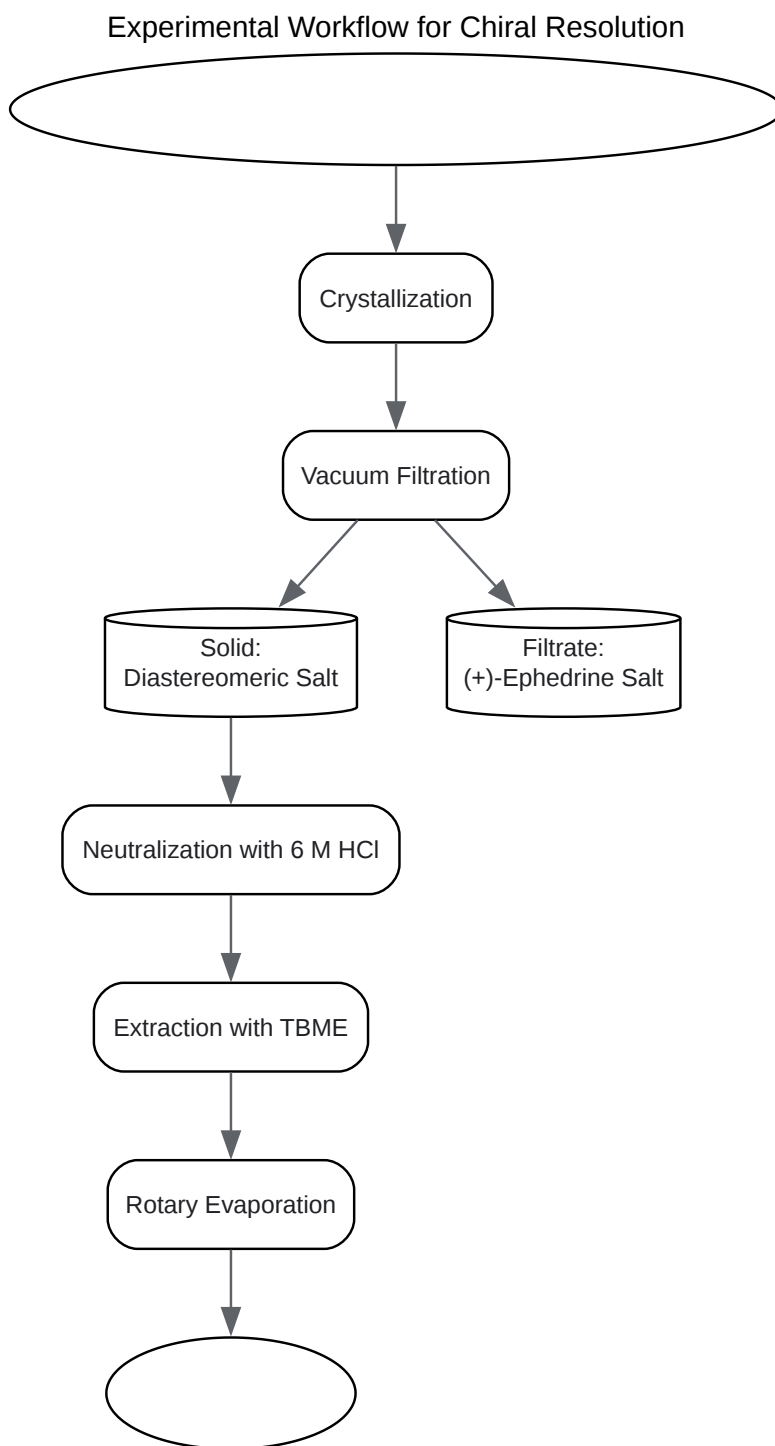 Experimental Workflow for Chiral Resolution
Crystallization
Vacuum Filtration
Solid:
Diastereomeric Salt
Filtrate:
(+)-Ephedrine Salt
Neutralization with 6 M HCl
Extraction with TBME
Rotary Evaporation